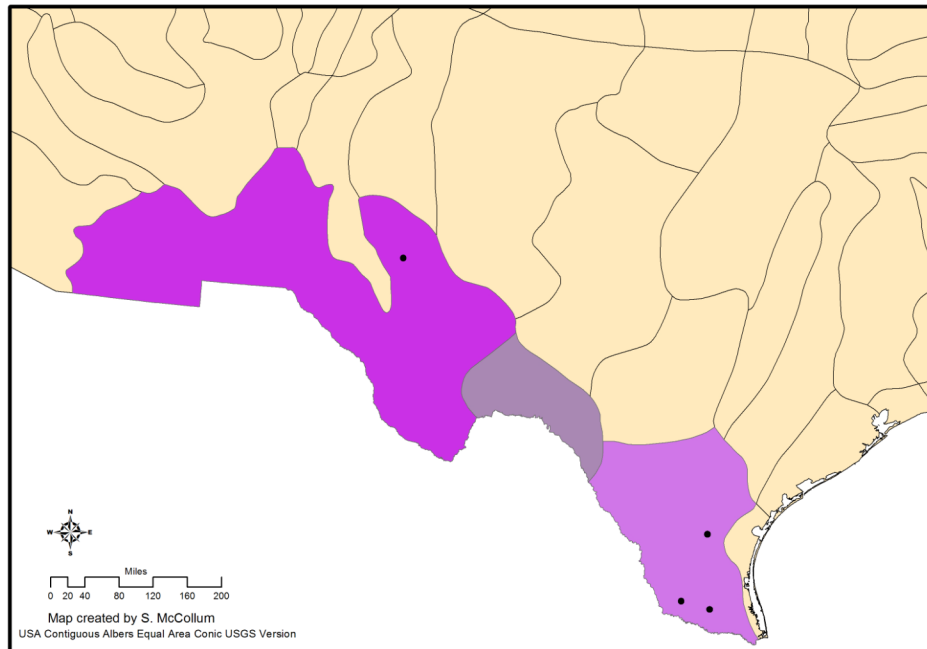 N
W E
S
Miles
0 20 40 80 120 160 200
Map created by S. McCollum
USA Contiguous Albers Equal Area Conic USGS Version